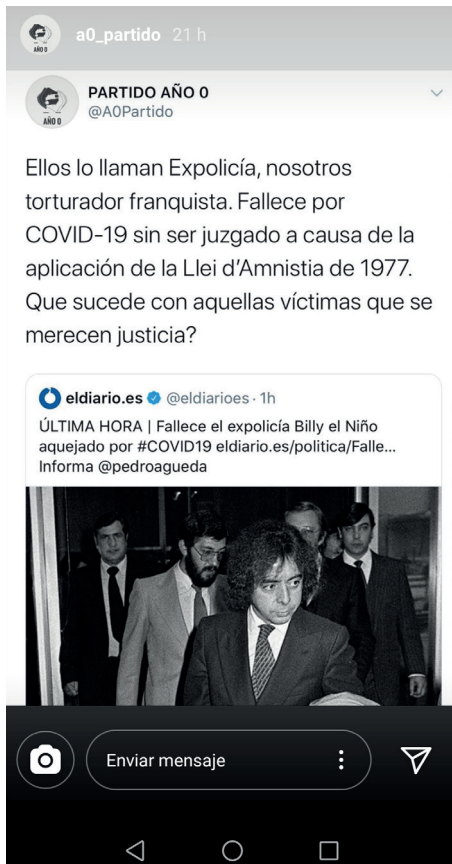 a0_partido 21 h
AÑO 0
PARTIDO AÑO 0
@A0Partido
AÑO 0
Ellos lo llaman Expolicía, nosotros
torturador franquista. Fallece por
COVID-19 sin ser juzgado a causa de la
aplicación de la Llei d’Amnistia de 1977.
Que sucede con aquellas víctimas que se
merecen justicia?
eldiario.es @eldiarioes · 1h
ÚLTIMA HORA | Fallece el expolicía Billy el Niño
aquejado por #COVID19 eldiario.es/politica/Falle...
Informa @pedroagueda
Enviar mensaje